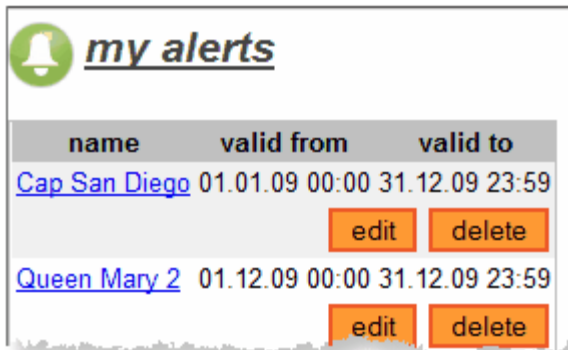 my alerts
name valid from valid to
Cap San Diego 01.01.09 00:00 31.12.09 23:59
edit delete
Queen Mary 2 01.12.09 00:00 31.12.09 23:59
edit delete